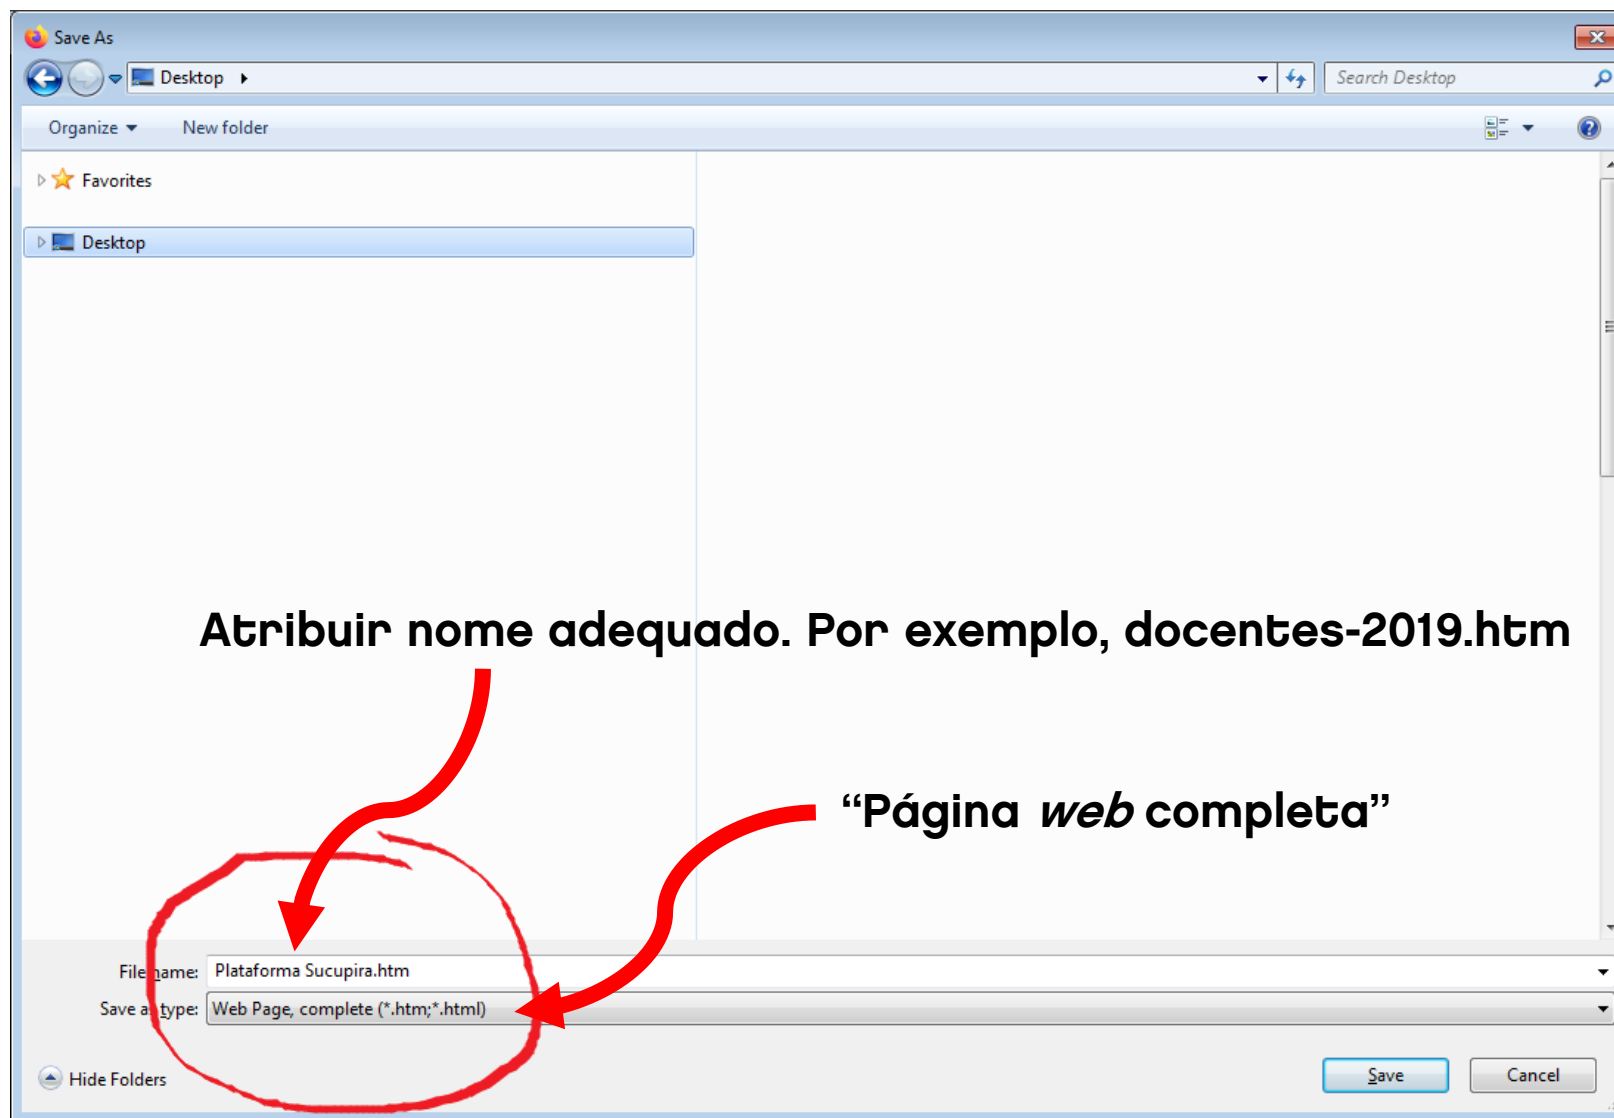 Save As
Desktop
Search Desktop
Organize
New folder
Favorites
Desktop
Atribuir nome adequado. Por exemplo, docentes-2019.htm
“Página web completa”
File name: Plataforma Sucupira.htm
Save as type: Web Page, complete (*.htm;*.html)
Hide Folders
Save
Cancel